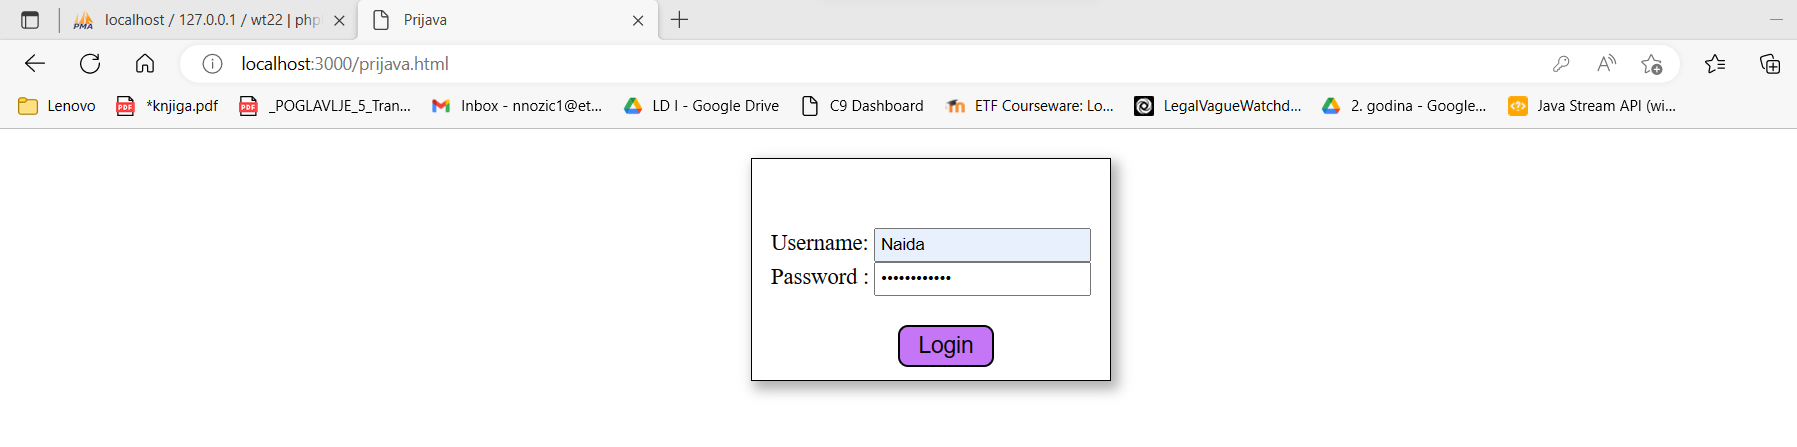 localhost / 127.0.0.1 / wt22 | php
Prijava
localhost:3000/prijava.html
Lenovo
*knjiga.pdf
_POGLAVLJE_5_Tran...
Inbox - nnozic1@et...
LD I - Google Drive
C9 Dashboard
ETF Courseware: Lo...
LegalVagueWatchd...
2. godina - Google...
Java Stream API (wi...
Username: Naida
Password : ••••••••••••
Login